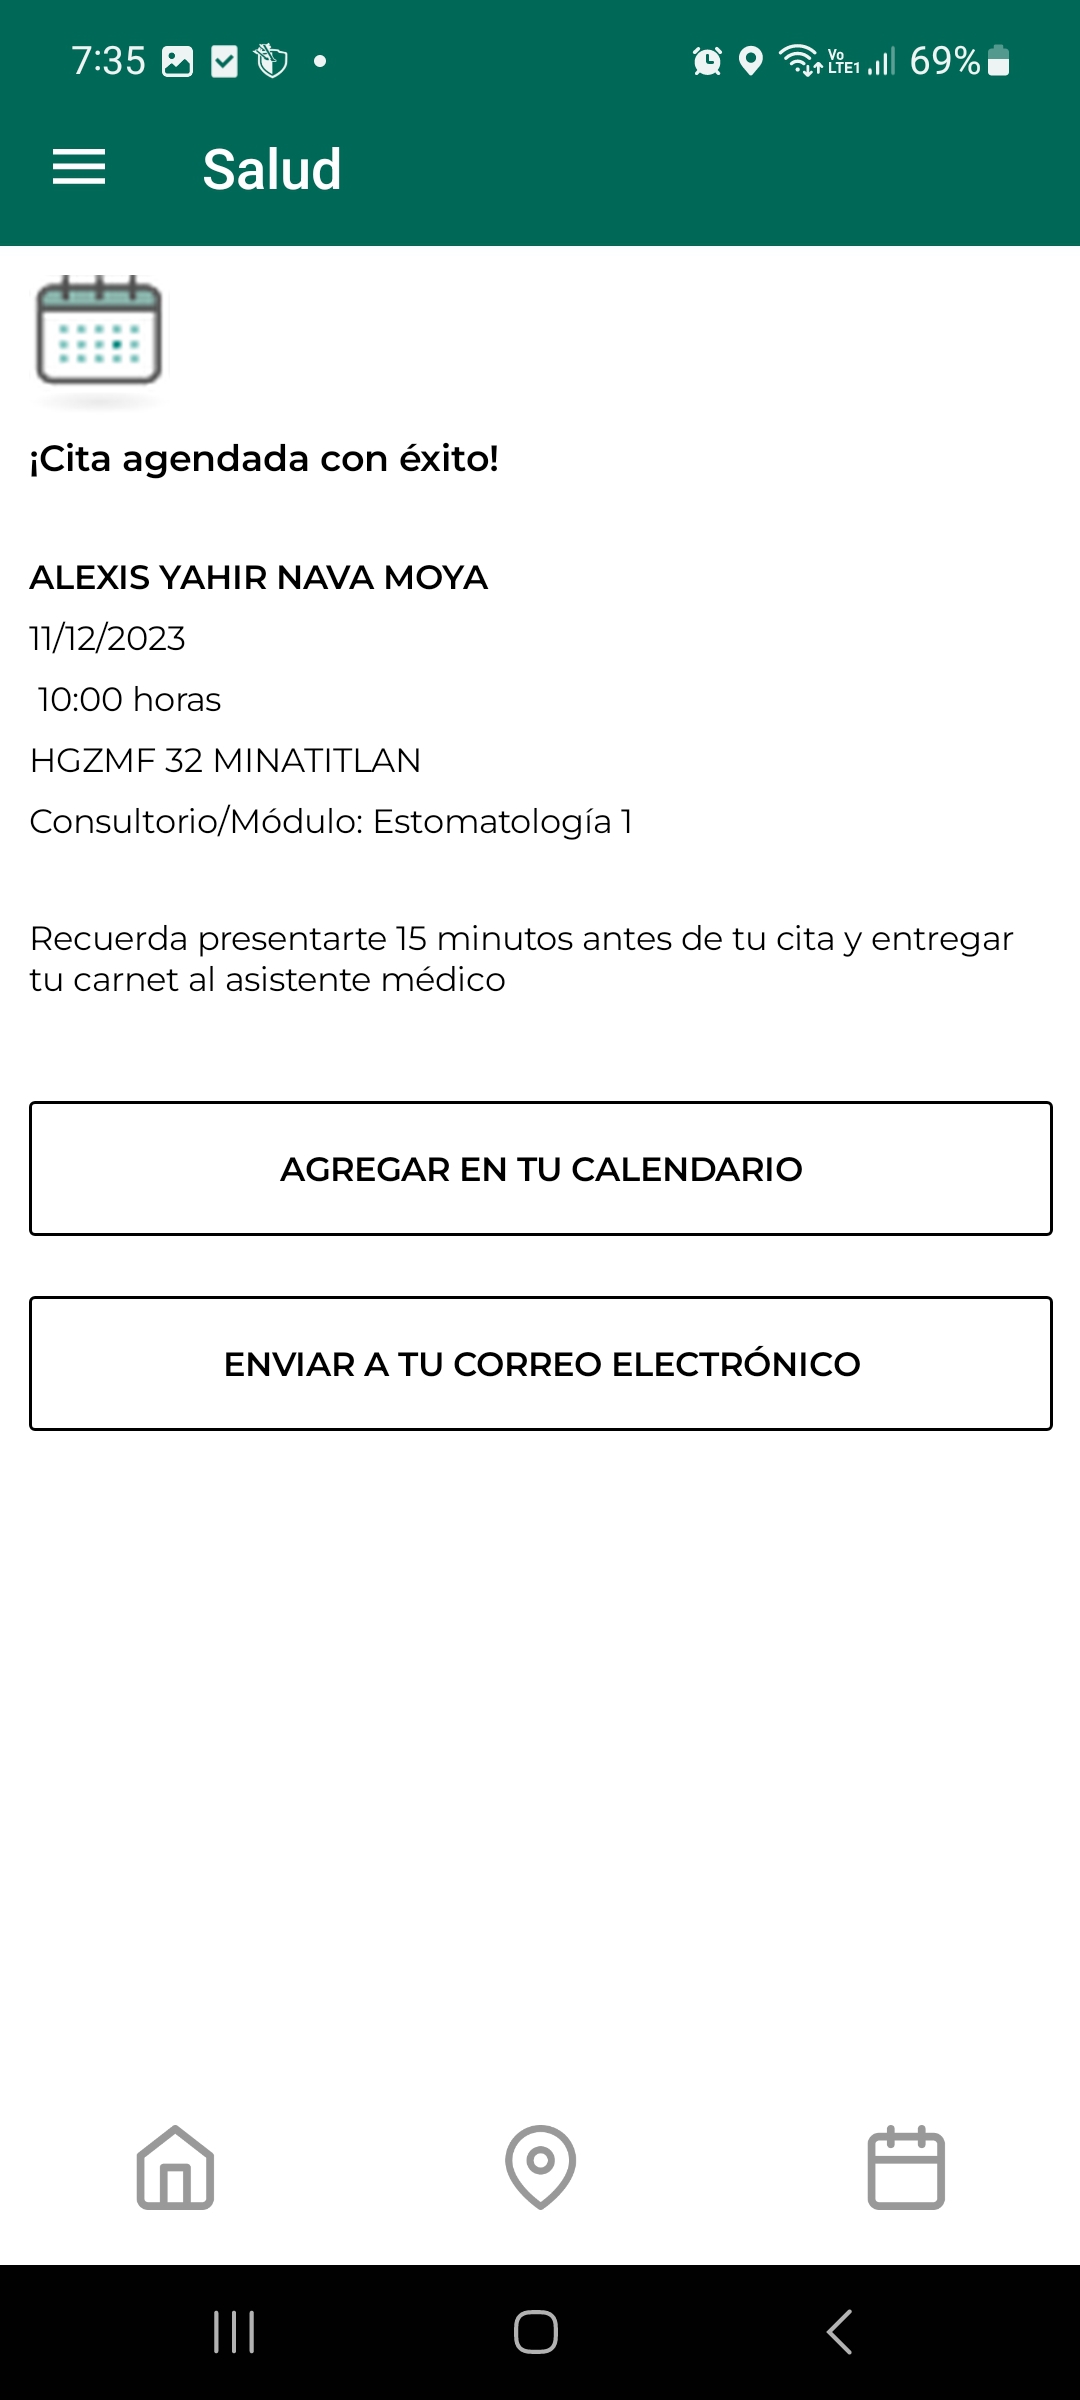 7:35
Vo
LTE1
69%
Salud
¡Cita agendada con éxito!
ALEXIS YAHIR NAVA MOYA
11/12/2023
10:00 horas
HGZMF 32 MINATITLAN
Consultorio/Módulo: Estomatología 1
Recuerda presentarte 15 minutos antes de tu cita y entregar
tu carnet al asistente médico
AGREGAR EN TU CALENDARIO
ENVIAR A TU CORREO ELECTRÓNICO